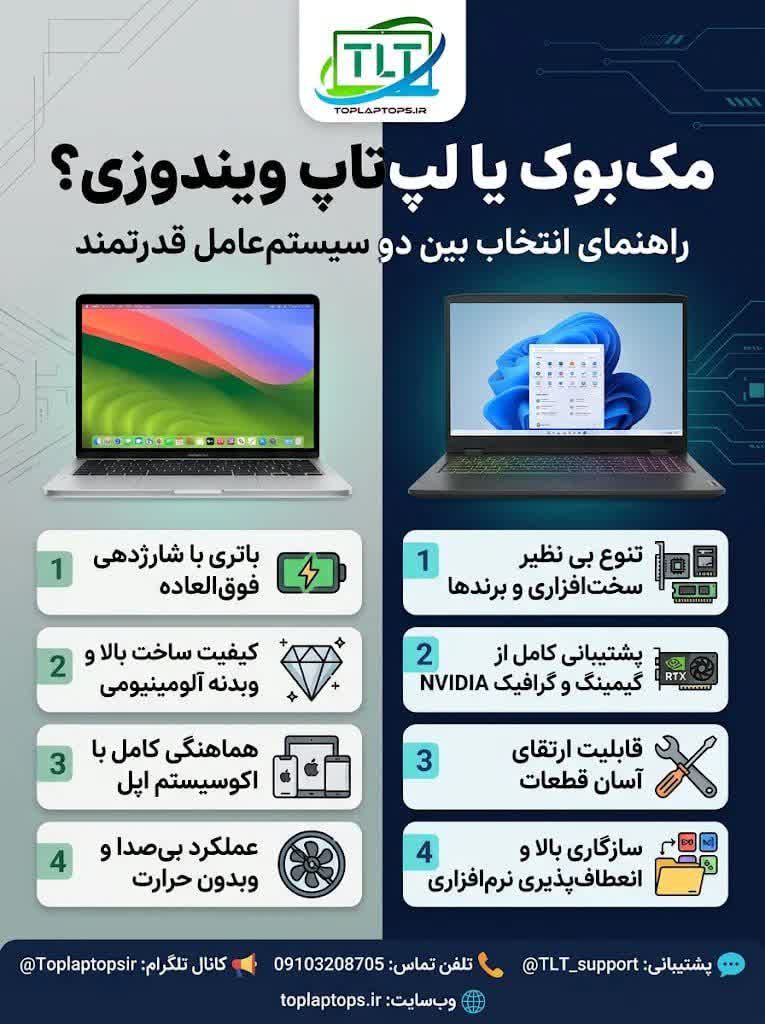 TLT
TOPLAPTOPS.IR
مک‌بوک یا لپ‌تاپ ویندوزی؟
راهنمای انتخاب بین دو سیستم‌عامل قدرتمند
1
تنوع بی نظیر
سخت‌افزاری و برندها
2
پشتیبانی کامل از
گیمینگ و گرافیک NVIDIA
RTX
3
قابلیت ارتقای
آسان قطعات
4
سازگاری بالا و
انعطاف‌پذیری نرم‌افزاری
1
باتری با شارژدهی
فوق‌العاده
2
کیفیت ساخت بالا و
وبدنه آلومینیومی
3
هماهنگی کامل با
اکوسیستم اپل
4
عملکرد بی‌صدا و
وبدون حرارت
پشتیبانی: TLT_support@ تلفن تماس: 09103208705 کانال تلگرام: Toplaptopsir@
وب‌سایت: toplaptops.ir